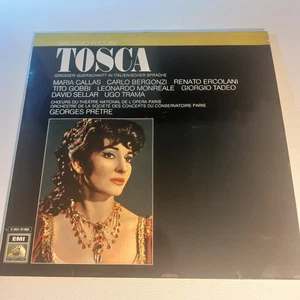 TOSCA
GROSSER QUERSCHNITT IN ITALIENISCHER SPRACHE
MARIA CALLAS CARLO BERGONZI RENATO ERCOLANI
TITO GOBBI LEONARDO MONREALE GIORGIO TADEO
DAVID SELLAR UGO TRAMA
CHŒURS DU THÉÂTRE NATIONAL DE L'OPERA PARIS
ORCHESTRE DE LA SOCIÉTÉ DES CONCERTS DU CONSERVATOIRE PARIS
GEORGES PRÊTRE
EMI